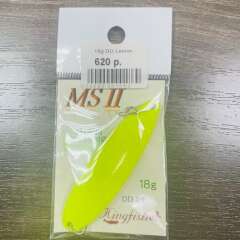 18g DD Lemon
620 р.
MS II
18g
Kingfisher